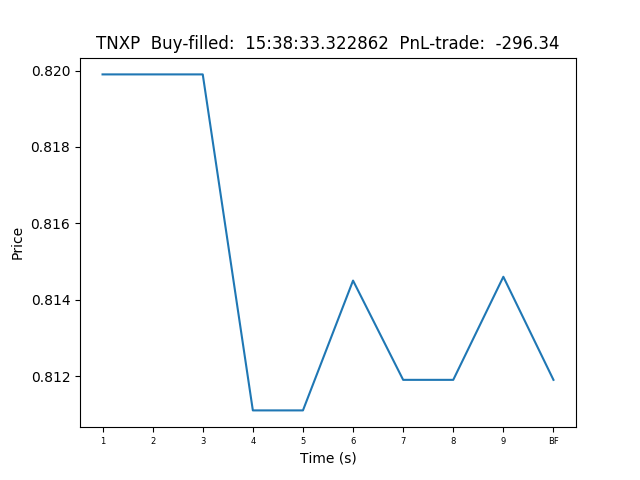 TNXP  Buy-filled:  15:38:33.322862  PnL-trade:  -296.34
0.820
0.818
0.816
0.814
0.812
Price
1 2 3 4 5 6 7 8 9 BF
Time (s)